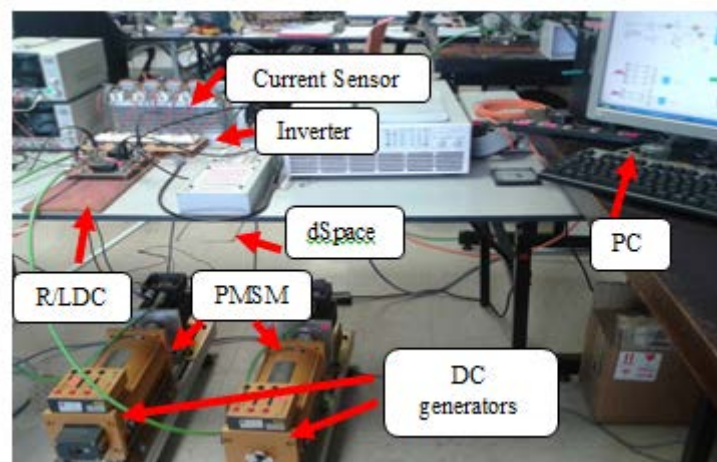 Current Sensor
Inverter
dSpace
PC
R/LDC
PMSM
DC
generators